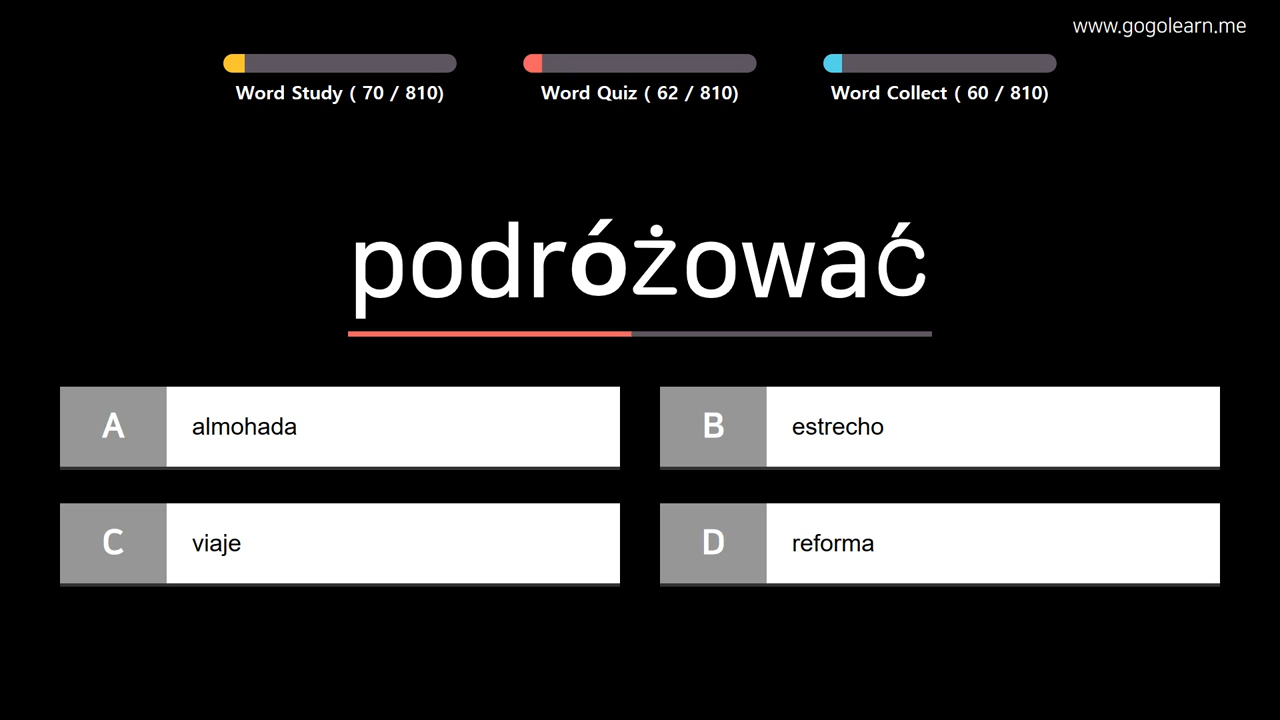 www.gogolearn.me
Word Study ( 70 / 810)
Word Quiz ( 62 / 810)
Word Collect ( 60 / 810)
podróżować
A almohada
B estrecho
C viaje
D reforma